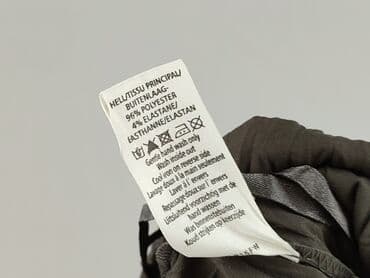 HELL/TISSU PRINCIPAL/
BUITENLAAG:
96% POLYESTER
4% ELASTANE/
ELASTHANNE/ELASTAN
Gentle hand wash only
Wash inside out
Cool iron on reverse side
Lavage doux à la main seulement
Laver à l' envers
Repassage doux sur l' envers
Uitsluitend voorzichtig met de
hand wassen
Was binnenstebuiten
Koud strijken op keerzijde